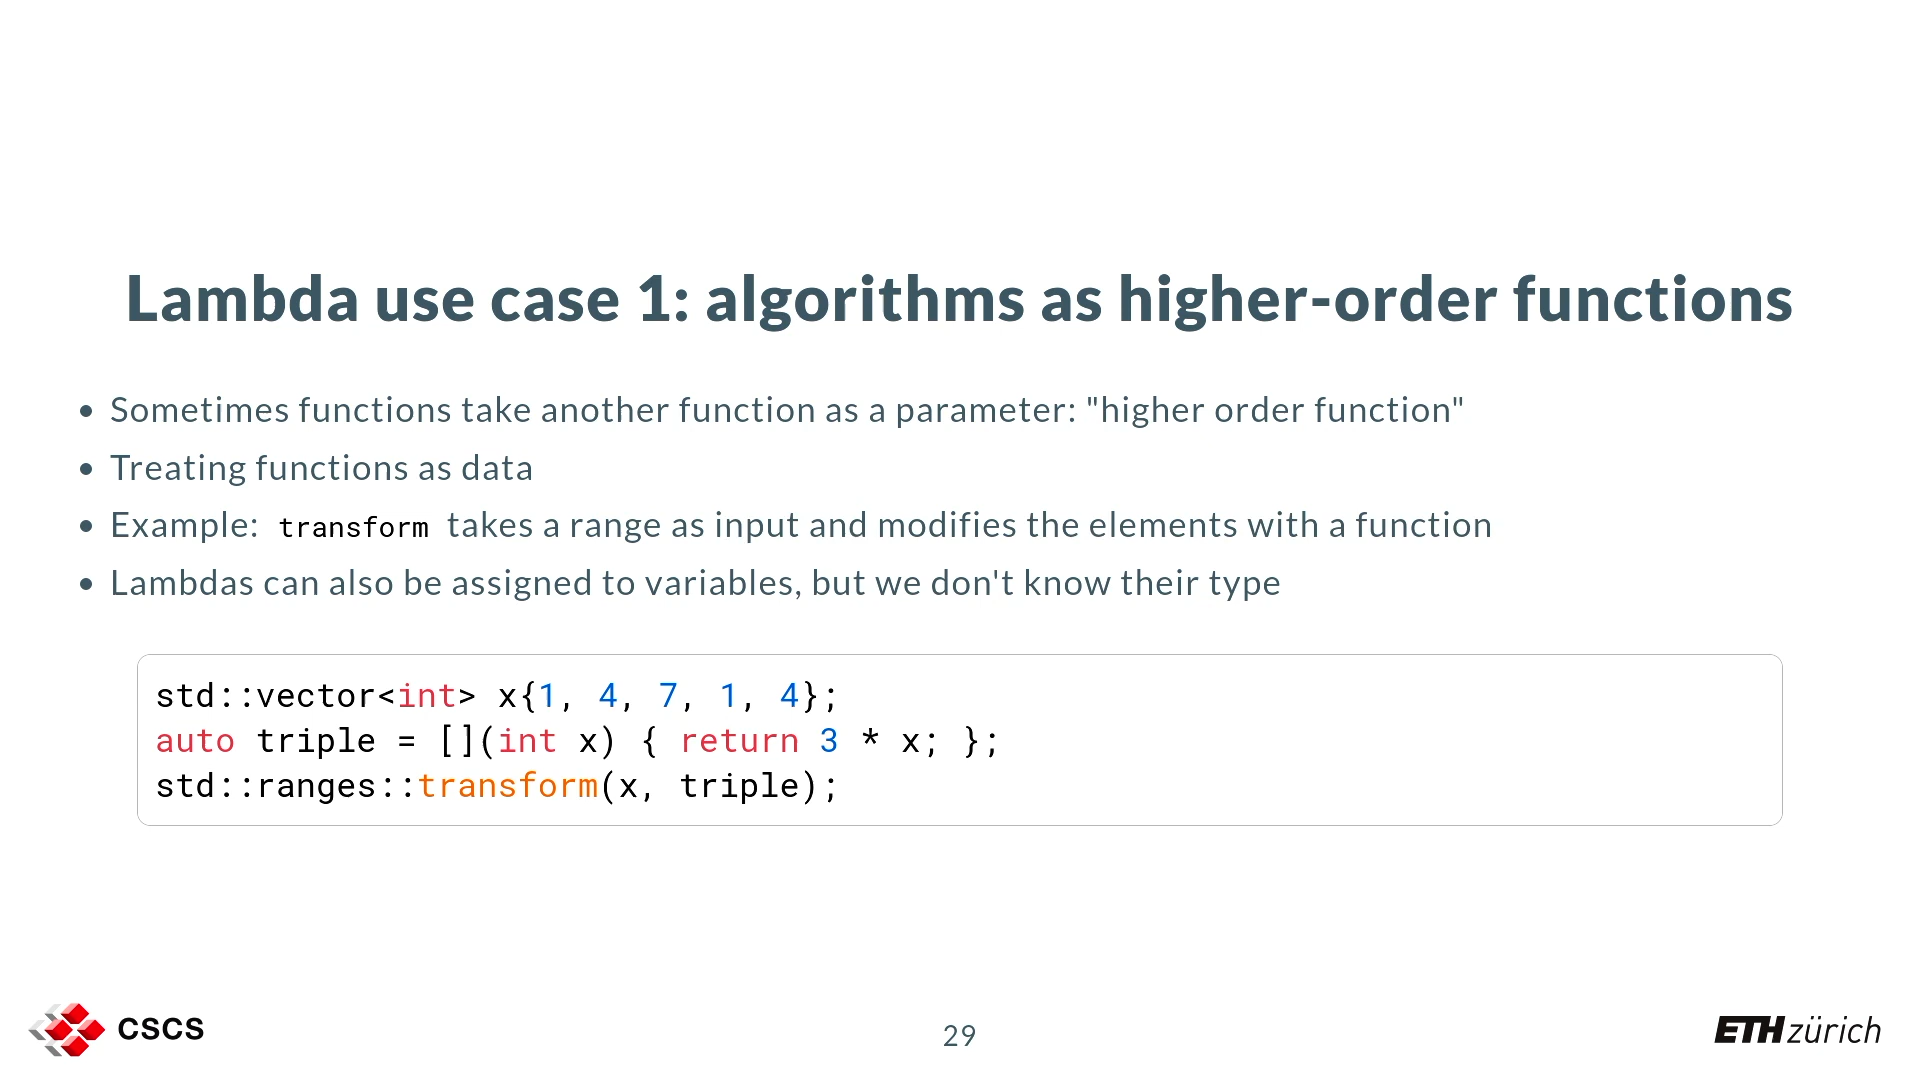 Lambda use case 1: algorithms as higher-order functions
• Sometimes functions take another function as a parameter: "higher order function"
• Treating functions as data
• Example: transform takes a range as input and modifies the elements with a function
• Lambdas can also be assigned to variables, but we don't know their type
std::vector<int> x{1, 4, 7, 1, 4};
auto triple = [](int x) { return 3 * x; };
std::ranges::transform(x, triple);
CSCS
29
ETH zürich